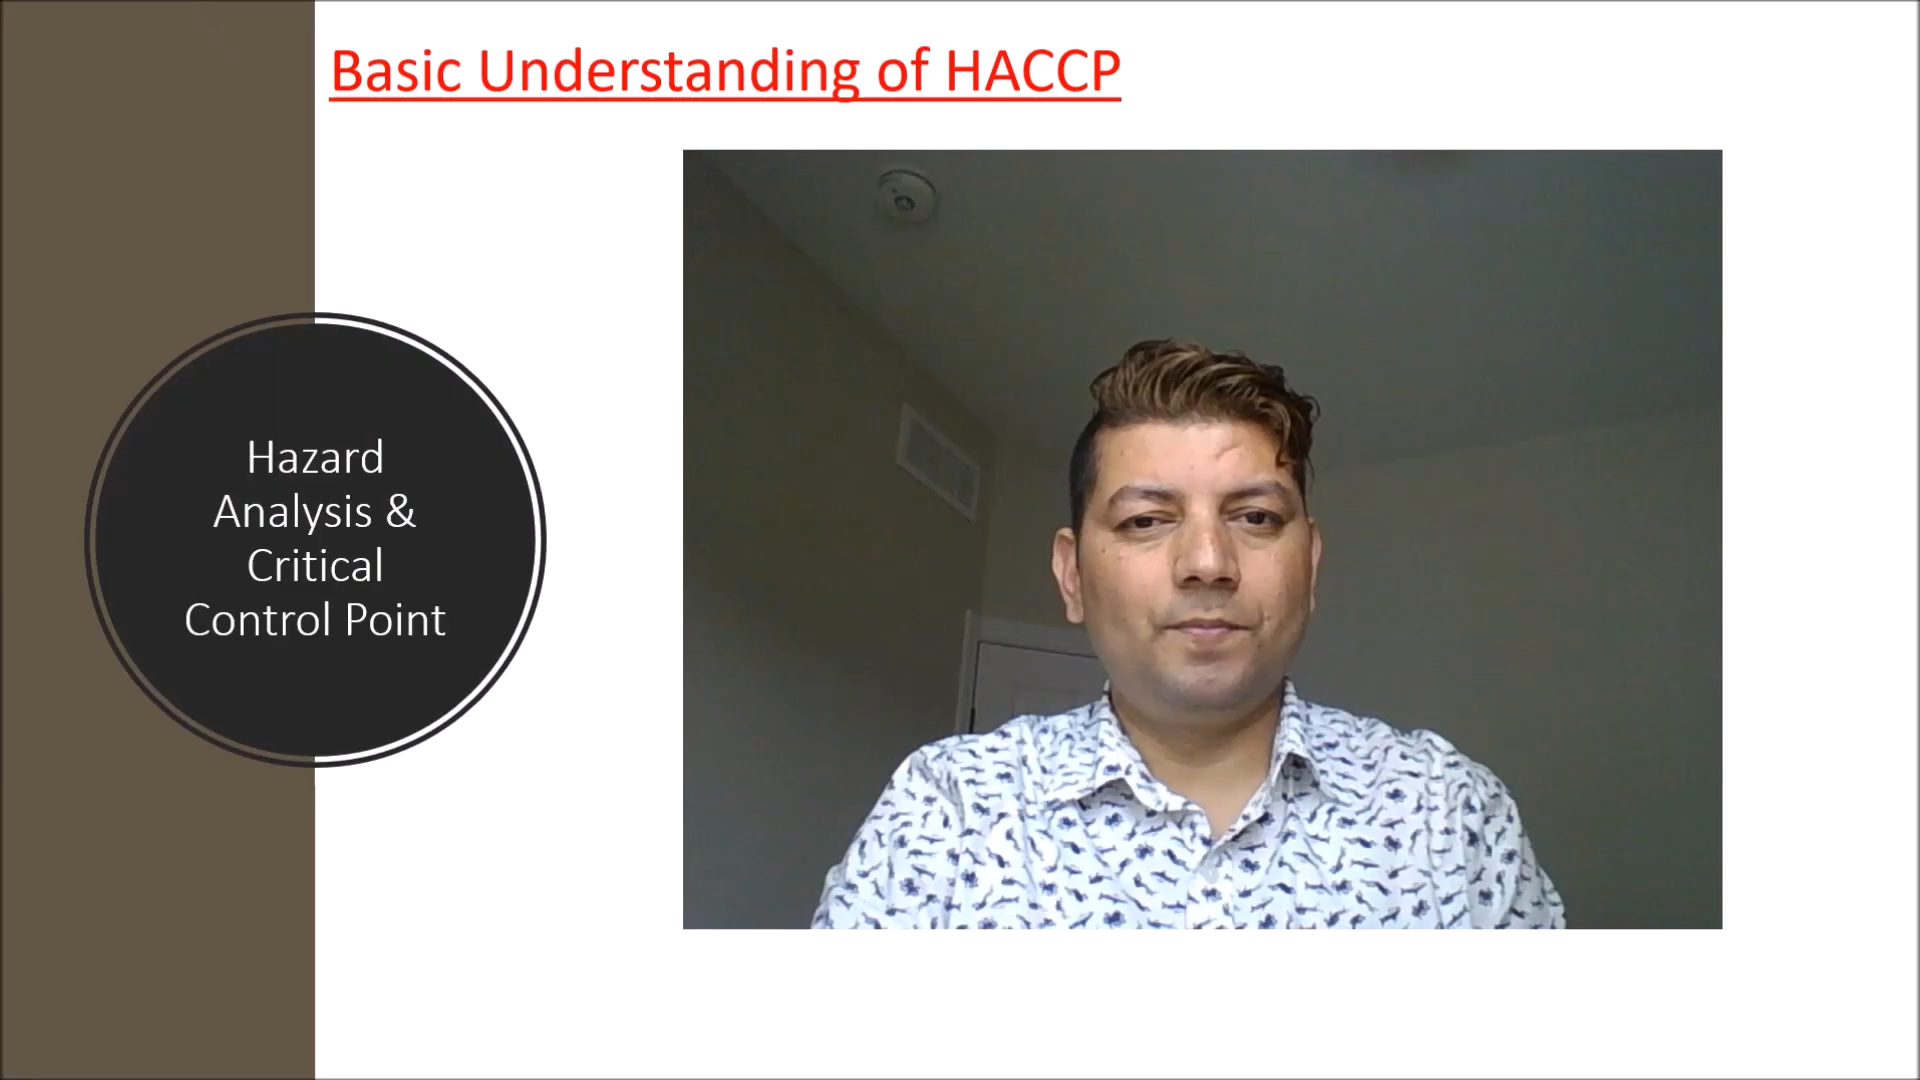 Basic Understanding of HACCP
Hazard
Analysis &
Critical
Control Point